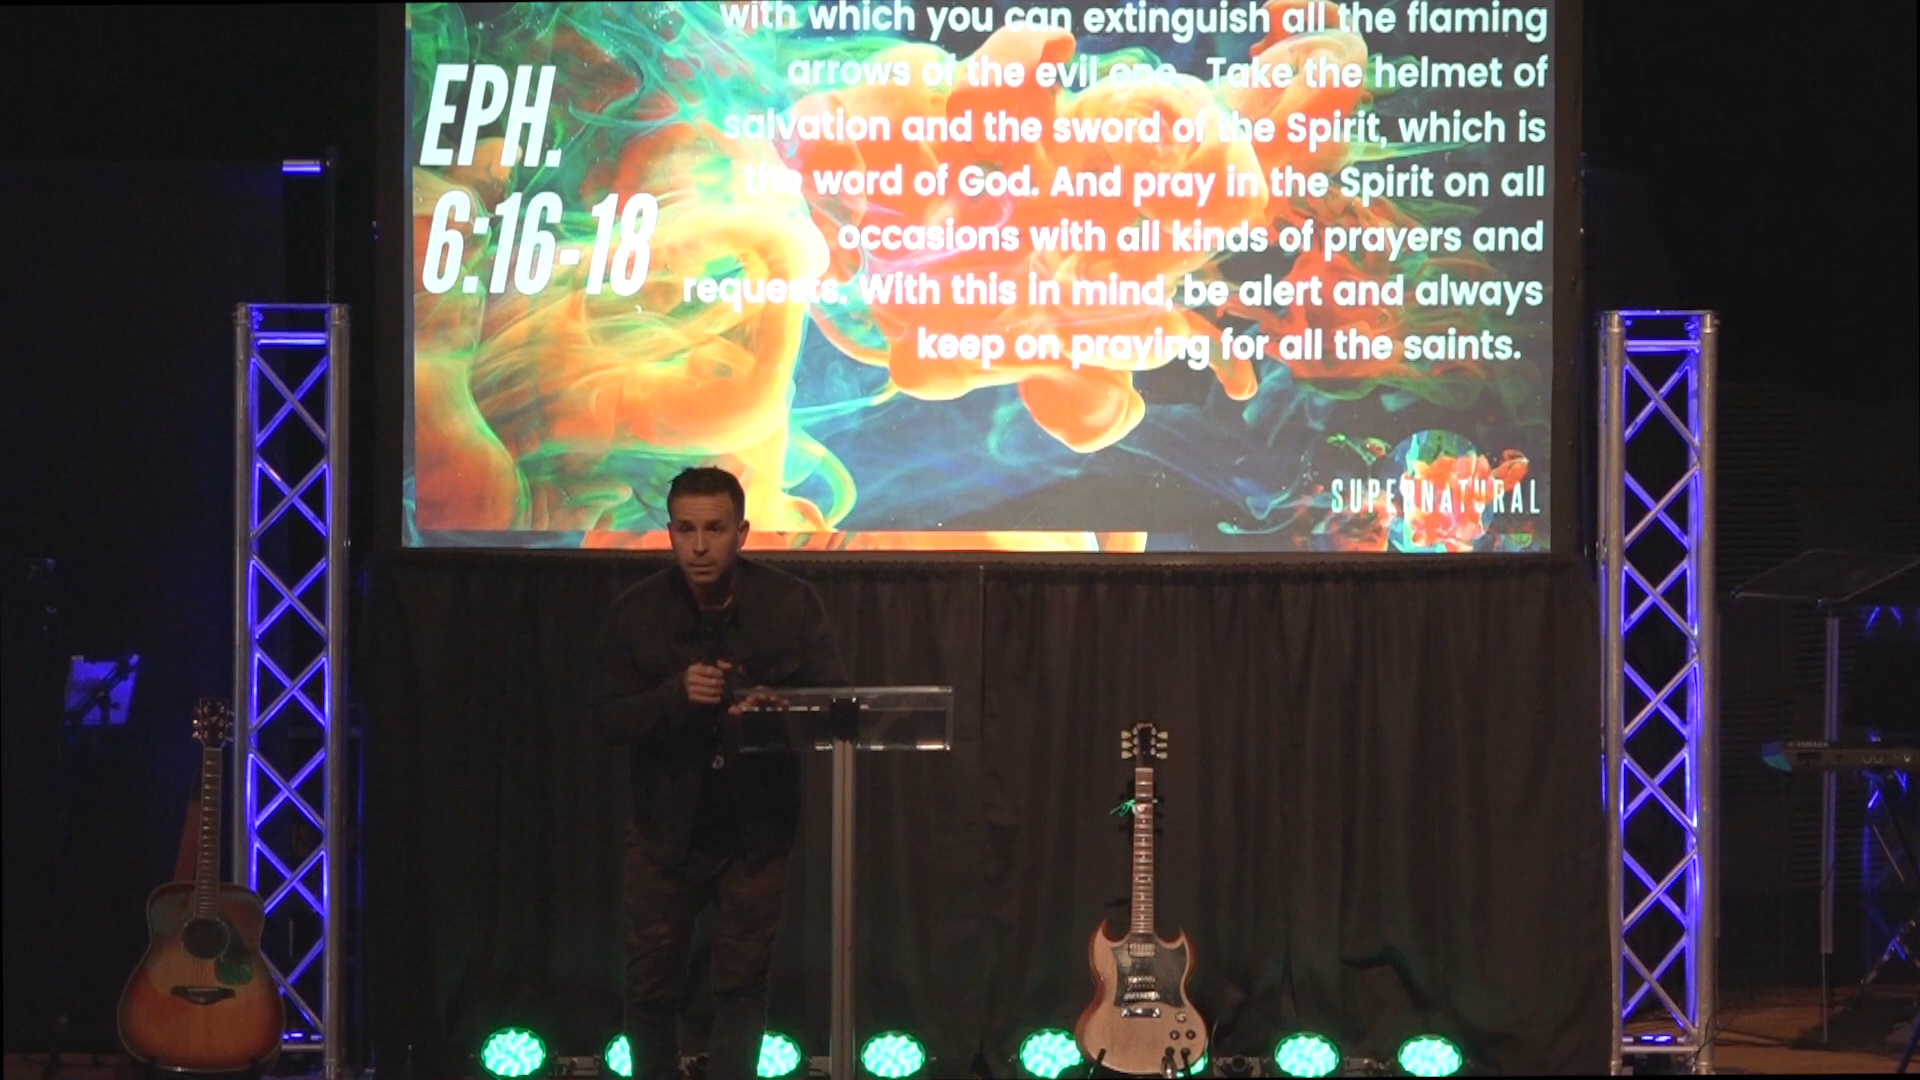 EPH.
6:16-18
with which you can extinguish all the flaming
arrows of the evil one. Take the helmet of
salvation and the sword of the Spirit, which is
the word of God. And pray in the Spirit on all
occasions with all kinds of prayers and
requests. With this in mind, be alert and always
keep on praying for all the saints.
SUPERNATURAL
YAMAHA